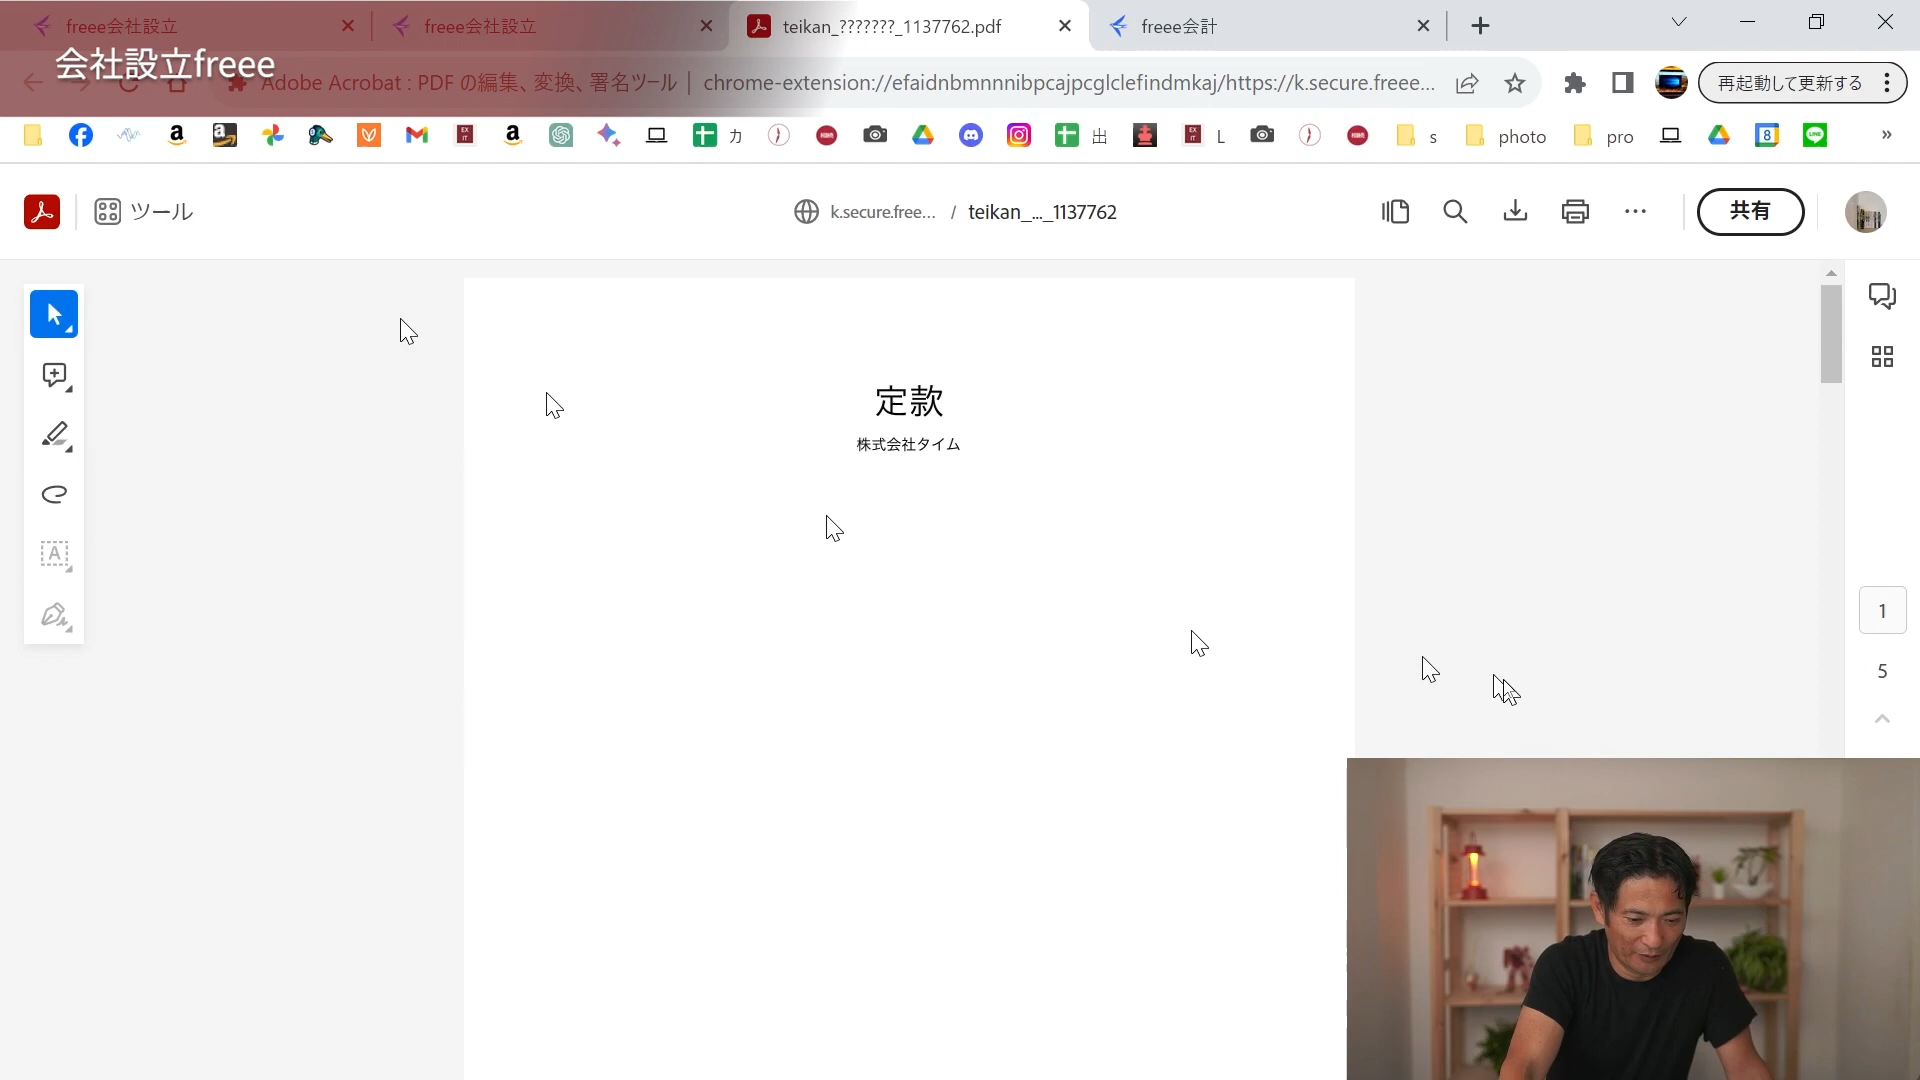 freee会社設立
freee会社設立
teikan_???????_1137762.pdf
freee会計
会社設立freee
Adobe Acrobat : PDF の編集、変換、署名ツール
chrome-extension://efaidnbmnnnibpcajpcglclefindmkaj/https://k.secure.freee...
再起動して更新する
カ
出
L
s
photo
pro
»
ツール
k.secure.free... / teikan_..._1137762
共有
定款
株式会社タイム
1
5